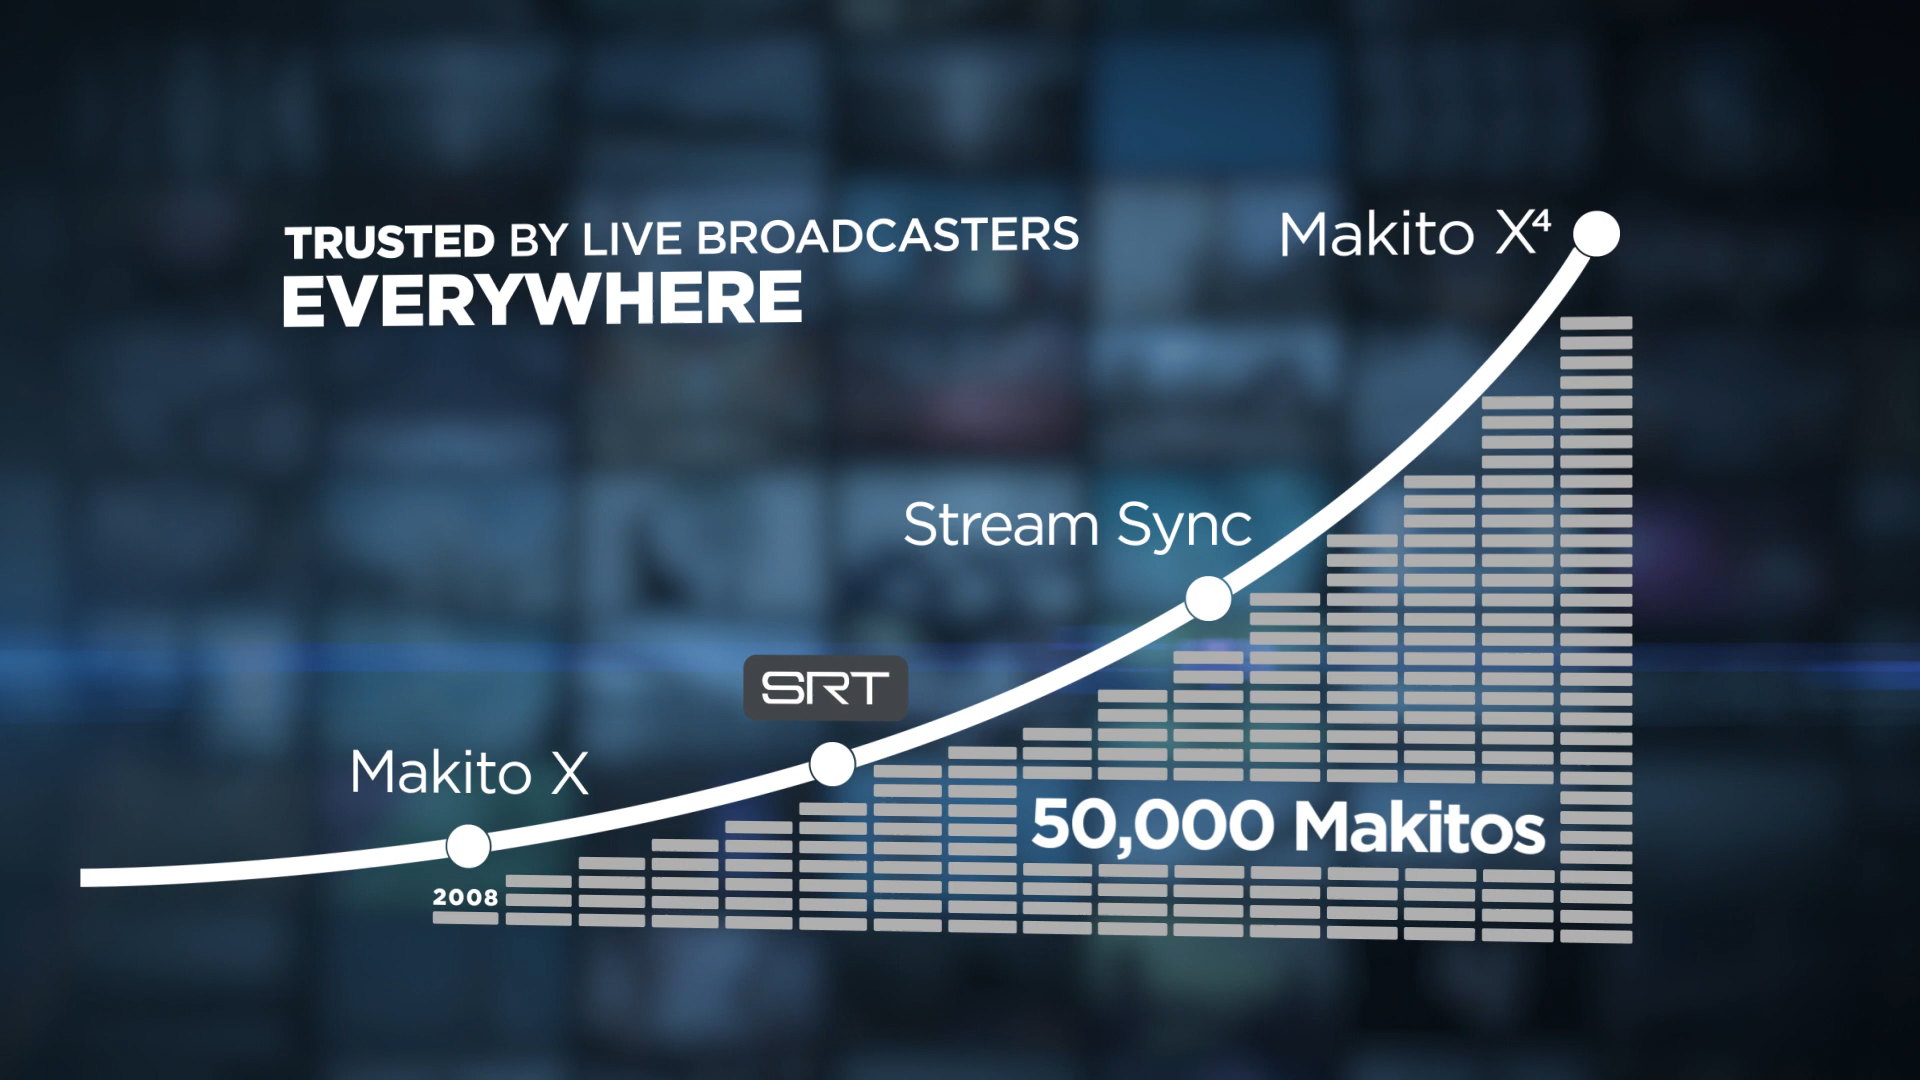 TRUSTED BY LIVE BROADCASTERS
EVERYWHERE
Makito X⁴
Stream Sync
SRT
Makito X
50,000 Makitos
2008